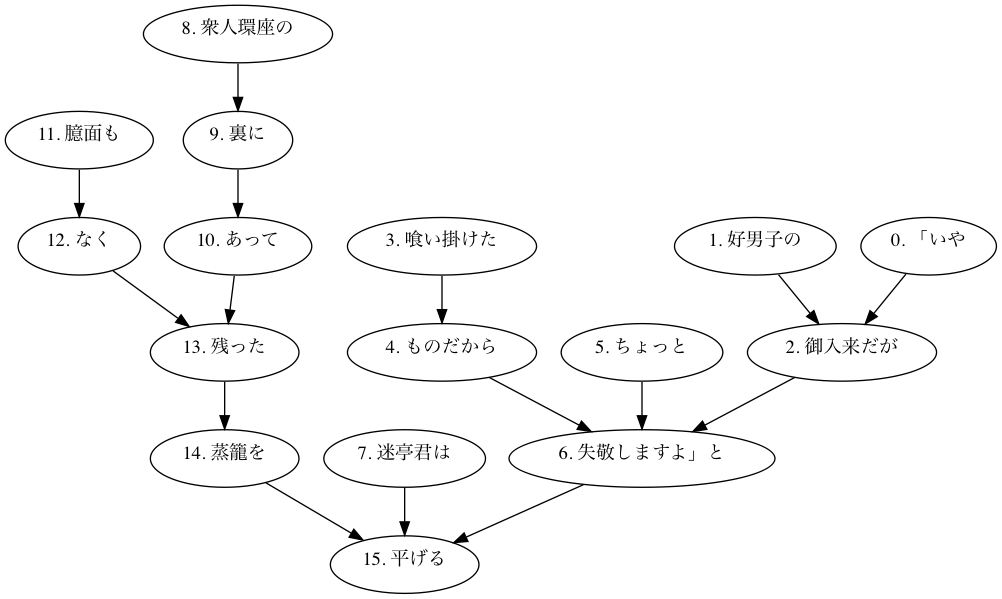 8. 衆人環座の
11. 臆面も
9. 裏に
12. なく
10. あって
3. 喰い掛けた
1. 好男子の
0. 「いや
13. 残った
4. ものだから
5. ちょっと
2. 御入来だが
14. 蒸籠を
7. 迷亭君は
6. 失敬しますよ」と
15. 平げる